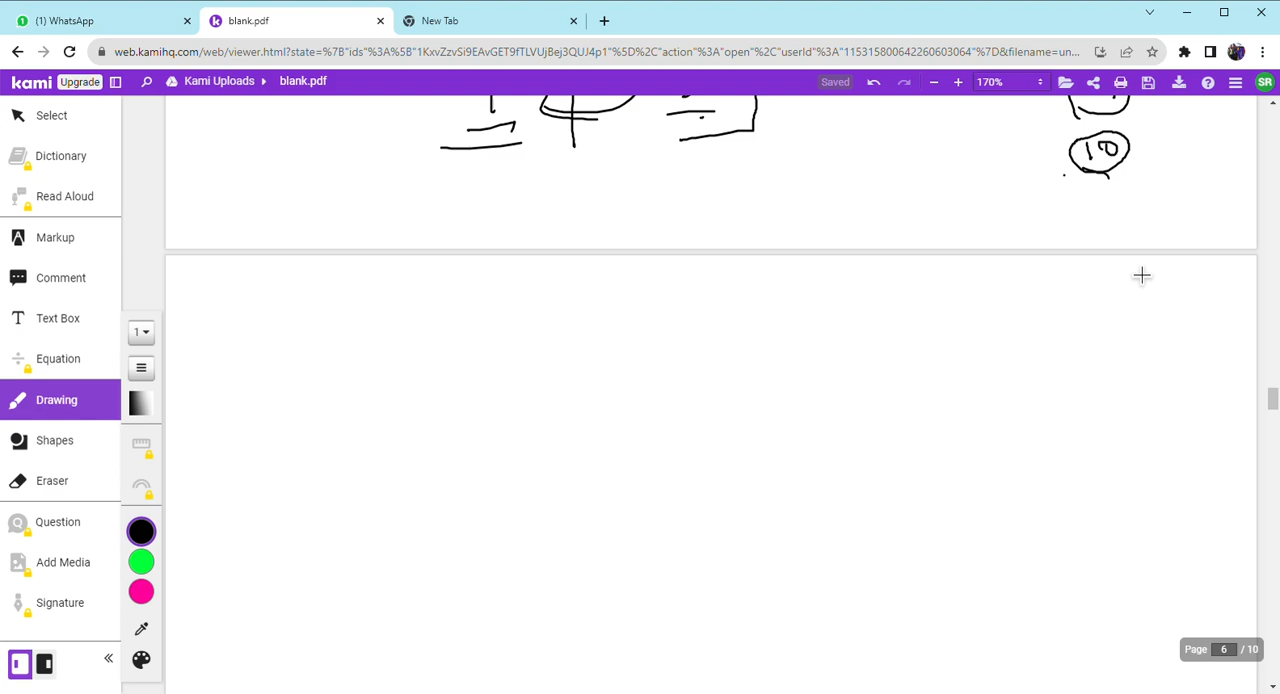 (1) WhatsApp
blank.pdf
New Tab
web.kamihq.com/web/viewer.html?state=%7B"ids"%3A%5B"1KxvZzvSi9EAvGET9fTLVUjBej3QUJ4p1"%5D%2C"action"%3A"open"%2C"userId"%3A"115315800642260603064"%7D&filename=un...
kami Upgrade Kami Uploads blank.pdf Saved 170% SR
Select
Dictionary
Read Aloud
Markup
Comment
Text Box
Equation
Drawing
Shapes
Eraser
Question
Add Media
Signature
1
18
Page 6 / 10